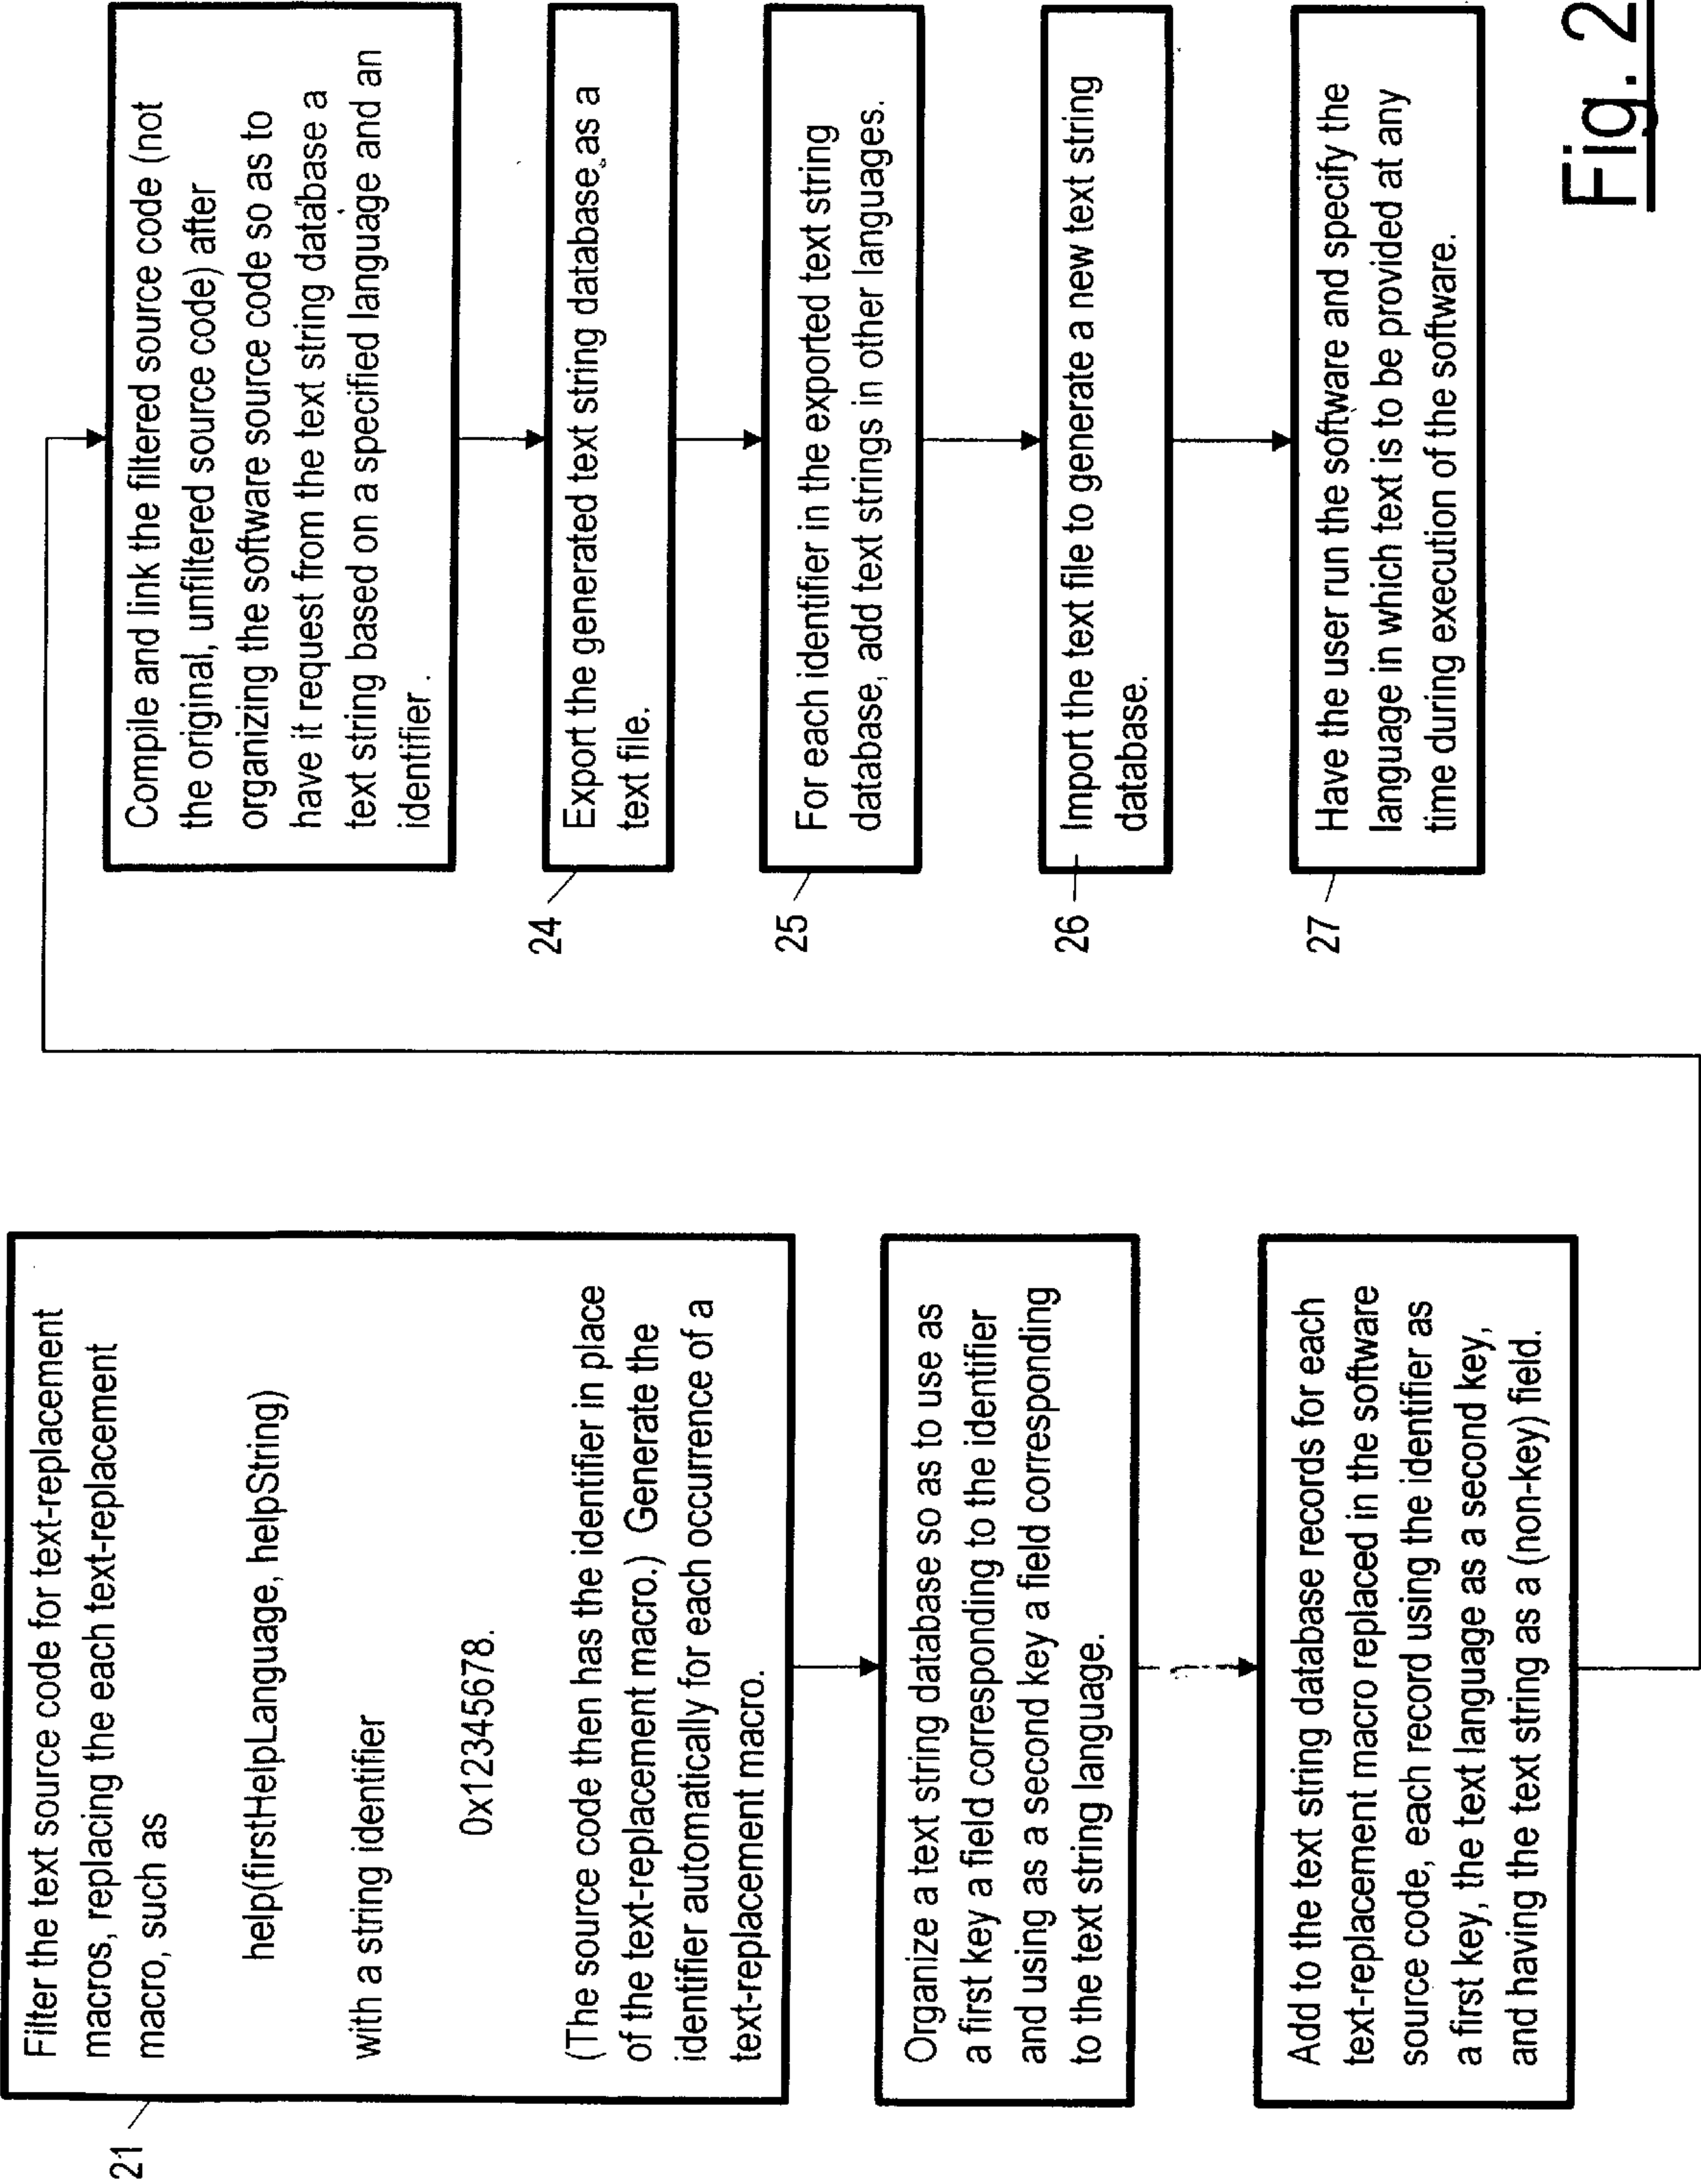 21
Filter the text source code for text-replacement
macros, replacing the each text-replacement
macro, such as
help(firstHelpLanguage, helpString)
with a string identifier
0x12345678.
(The source code then has the identifier in place
of the text-replacement macro.)  Generate the
identifier automatically for each occurrence of a
text-replacement macro.
Organize a text string database so as to use as
a first key a field corresponding to the identifier
and using as a second key a field corresponding
to the text string language.
Add to the text string database records for each
text-replacement macro replaced in the software
source code, each record using the identifier as
a first key, the text language as a second key,
and having the text string as a (non-key) field.
Compile and link the filtered source code (not
the original, unfiltered source code) after
organizing the software source code so as to
have it request from the text string database a
text string based on a specified language and an
identifier.
24
Export the generated text string database as a
text file.
25
For each identifier in the exported text string
database, add text strings in other languages.
26
Import the text file to generate a new text string
database.
27
Have the user run the software and specify the
language in which text is to be provided at any
time during execution of the software.
Fig. 2